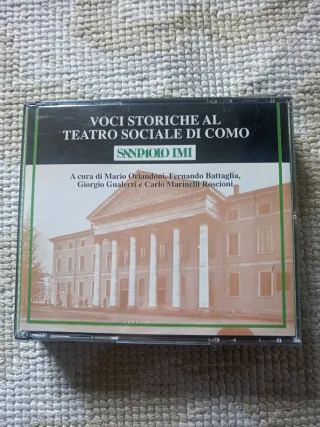 VOCI STORICHE AL
TEATRO SOCIALE DI COMO
SANPAOLO IMI
A cura di Mario Orlandoni, Fernando Battaglia,
Giorgio Gualerzi e Carlo Marinelli Roscioni